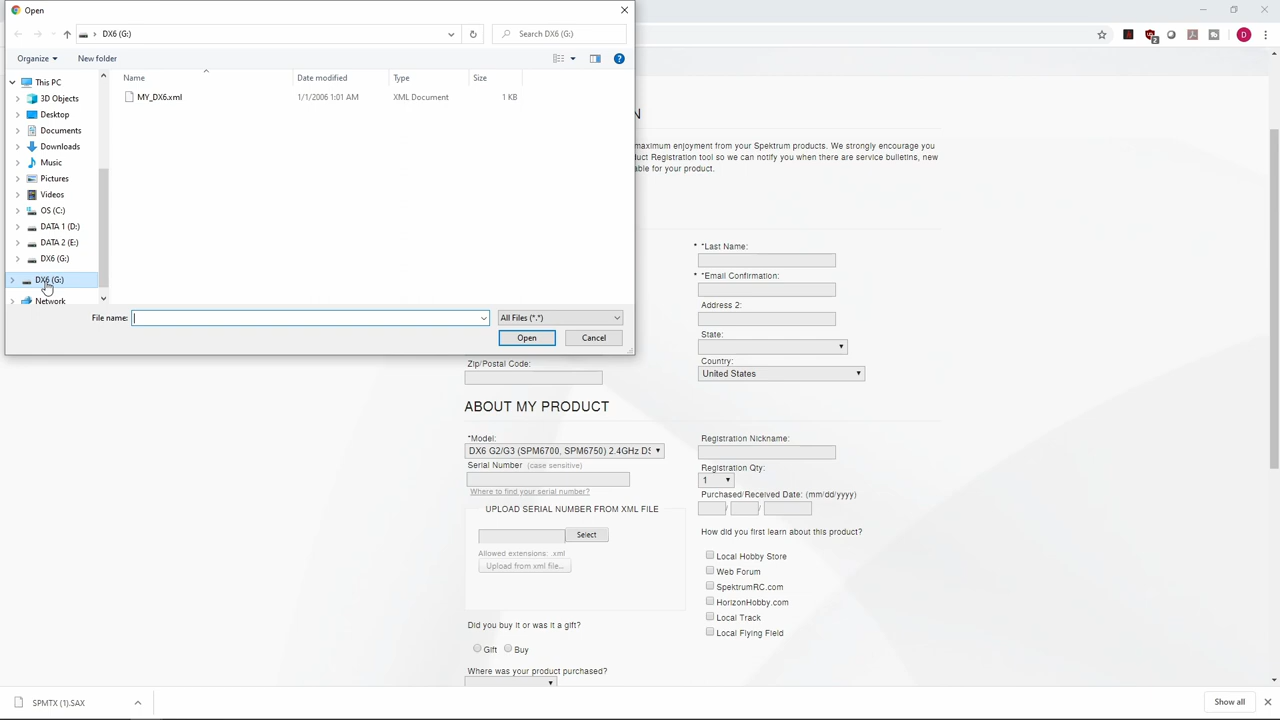 Open
DX6 (G:)
Search DX6 (G:)
Organize
New folder
This PC
3D Objects
Desktop
Documents
Downloads
Music
Pictures
Videos
OS (C:)
DATA 1 (D:)
DATA 2 (E:)
DX6 (G:)
DX6 (G:)
Network
Name
Date modified
Type
Size
MY_DX6.xml
1/1/2006 1:01 AM
XML Document
1 KB
File name:
All Files (*.*)
Open
Cancel
2
D
N
maximum enjoyment from your Spektrum products. We strongly encourage you
duct Registration tool so we can notify you when there are service bulletins, new
able for your product.
* *Last Name:
* *Email Confirmation:
Address 2:
State:
Zip/Postal Code:
Country:
United States
ABOUT MY PRODUCT
*Model:
DX6 G2/G3 (SPM6700, SPM6750) 2.4GHz DS
Serial Number (case sensitive)
Where to find your serial number?
UPLOAD SERIAL NUMBER FROM XML FILE
Select
Allowed extensions: .xml
Upload from xml file...
Did you buy it or was it a gift?
Gift
Buy
Where was your product purchased?
Registration Nickname:
Registration Qty:
1
Purchased/Received Date: (mm/dd/yyyy)
/ /
How did you first learn about this product?
Local Hobby Store
Web Forum
SpektrumRC.com
HorizonHobby.com
Local Track
Local Flying Field
SPMTX (1).SAX
Show all